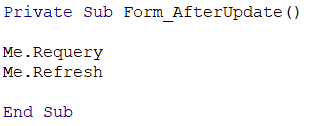 Private Sub Form_AfterUpdate()
Me.Requery
Me.Refresh
End Sub